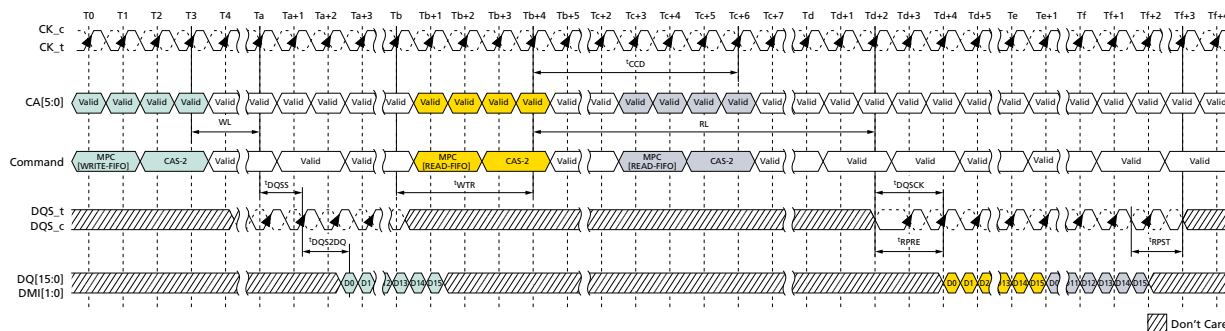 T0 T1 T2 T3 T4 Ta Ta+1 Ta+2 Ta+3 Tb Tb+1 Tb+2 Tb+3 Tb+4 Tb+5 Tc+2 Tc+3 Tc+4 Tc+5 Tc+6 Tc+7 Td Td+1 Td+2 Td+3 Td+4 Td+5 Te Te+1 Tf Tf+1 Tf+2 Tf+3 Tf+4
CK_c
CK_t
tCCD
CA[5:0] Valid Valid Valid Valid Valid Valid Valid Valid Valid Valid Valid Valid Valid Valid Valid Valid Valid Valid Valid Valid Valid Valid Valid Valid Valid Valid Valid Valid Valid Valid Valid Valid Valid Valid
WL RL
Command MPC [WRITE-FIFO] CAS-2 Valid Valid Valid MPC [READ-FIFO] CAS-2 Valid Valid MPC [READ-FIFO] CAS-2 Valid Valid Valid Valid Valid Valid Valid
tDQSS tWTR tDQSCK
DQS_t
DQS_c
tDQS2DQ tRPRE tRPST
DQ[15:0] D0 D1 D13 D14 D15 D0 D1 D2 D13 D14 D15 D0 D11 D12 D13 D14 D15
DMI[1:0]
Don't Care